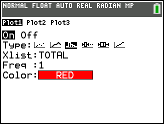 NORMAL FLOAT AUTO REAL RADIAN MP
Plot1 Plot2 Plot3
On Off
Type:
Xlist:TOTAL
Freq :1
Color: RED